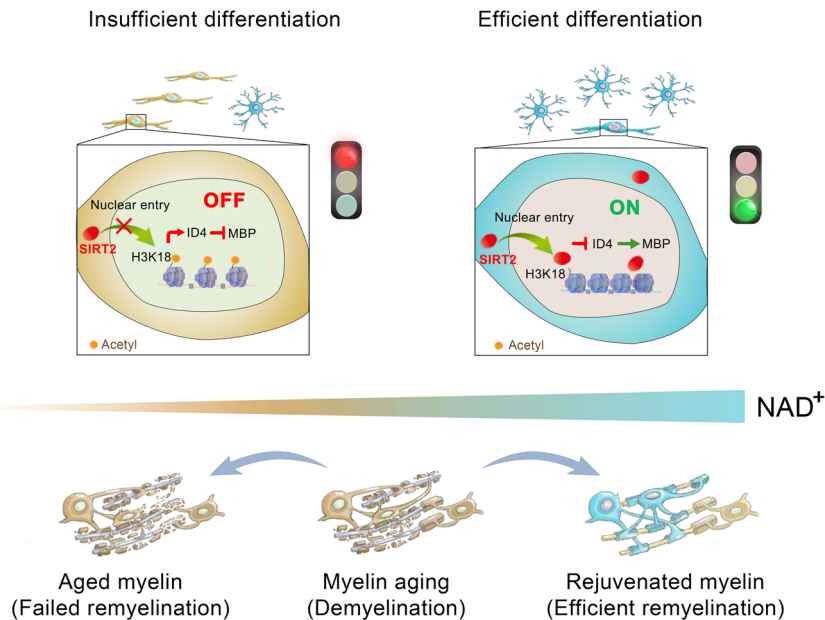 Insufficient differentiation
Efficient differentiation
Nuclear entry
OFF
SIRT2
ID4
MBP
H3K18
Acetyl
Nuclear entry
ON
SIRT2
ID4
MBP
H3K18
Acetyl
NAD+
Aged myelin
(Failed remyelination)
Myelin aging
(Demyelination)
Rejuvenated myelin
(Efficient remyelination)